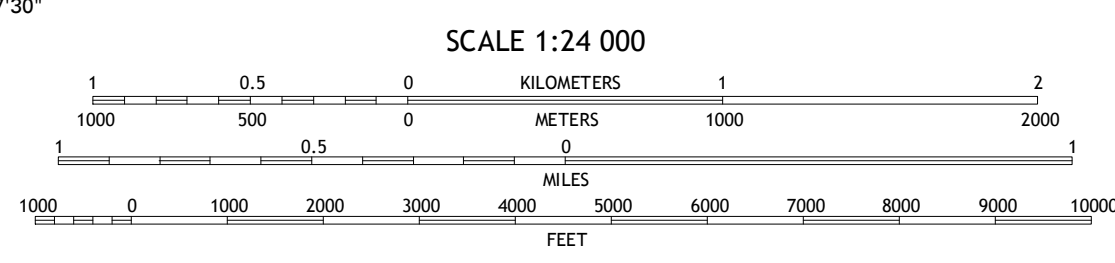 7'30"
SCALE 1:24 000
1 0.5 0 KILOMETERS 1 2
1000 500 0 METERS 1000 2000
1 0.5 0 1
MILES
1000 0 1000 2000 3000 4000 5000 6000 7000 8000 9000 10000
FEET